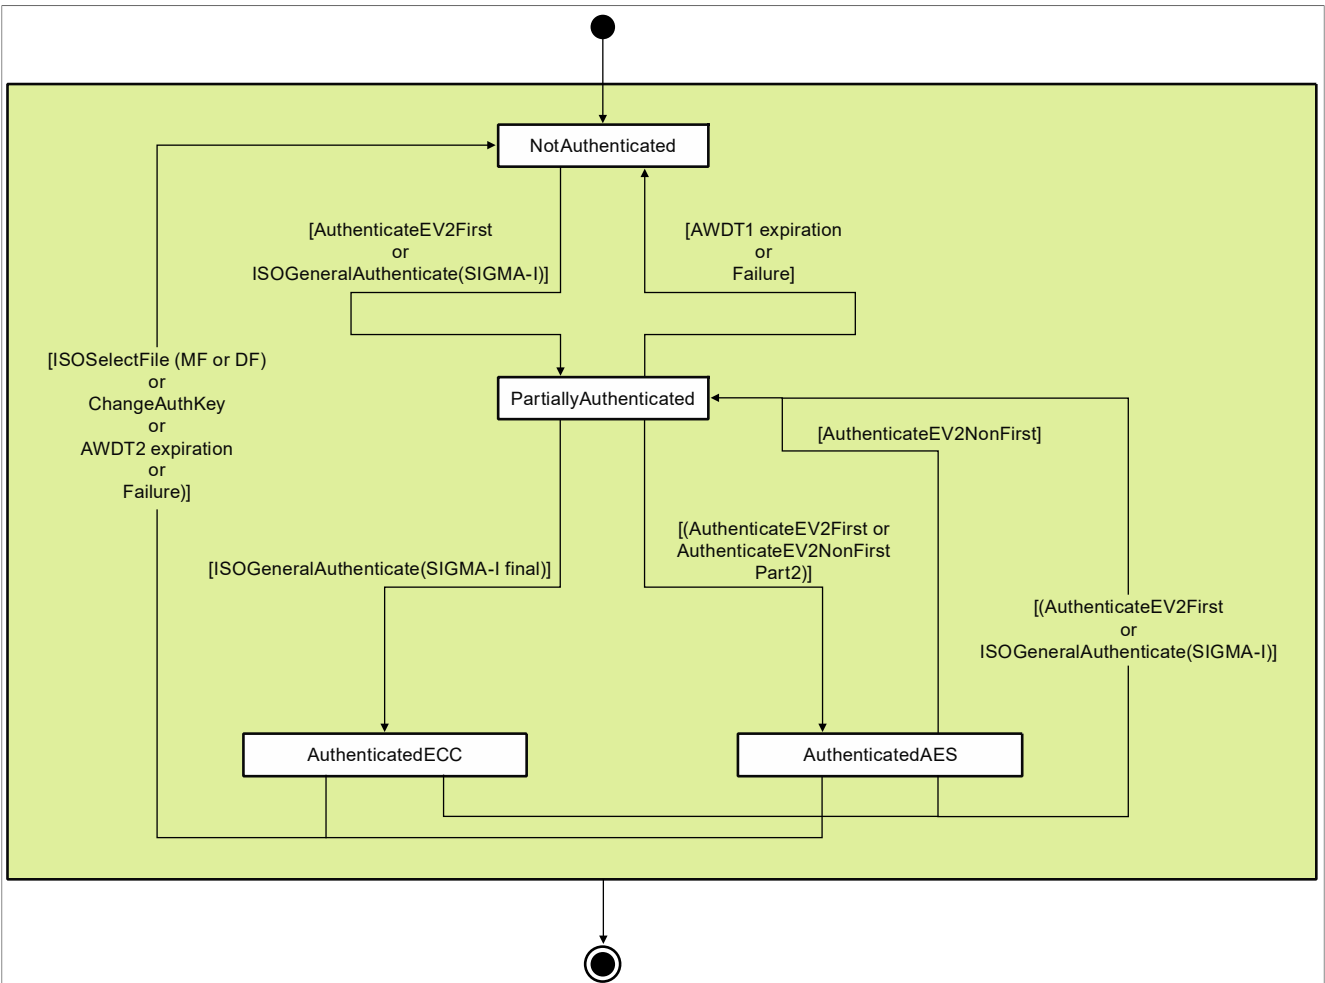 NotAuthenticated
[AuthenticateEV2First
or
ISOGeneralAuthenticate(SIGMA-I)]
[AWDT1 expiration
or
Failure]
[ISOSelectFile (MF or DF)
or
ChangeAuthKey
or
AWDT2 expiration
or
Failure)]
PartiallyAuthenticated
[AuthenticateEV2NonFirst]
[(AuthenticateEV2First or
AuthenticateEV2NonFirst
Part2)]
[ISOGeneralAuthenticate(SIGMA-I final)]
[(AuthenticateEV2First
or
ISOGeneralAuthenticate(SIGMA-I)]
AuthenticatedECC
AuthenticatedAES